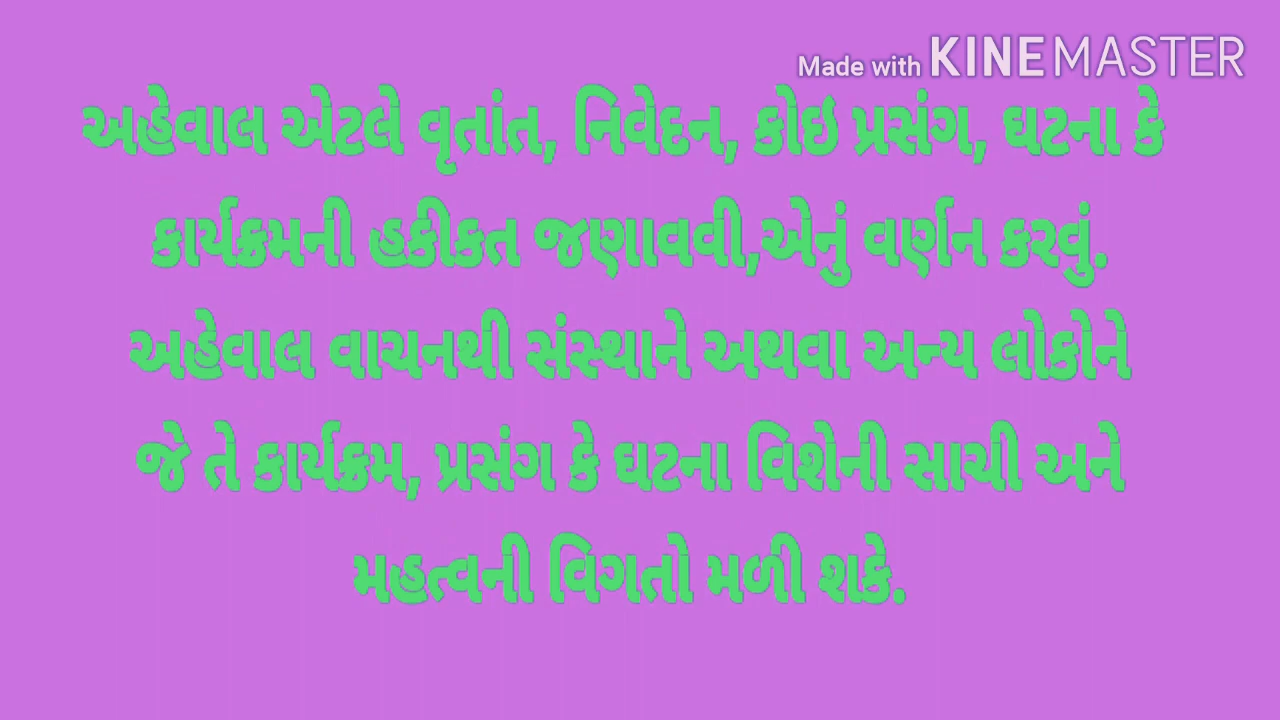 Made with KINEMASTER
અહેવાલ એટલે વૃતાંત, નિવેદન, કોઇ પ્રસંગ, ઘટના કે
કાર્યક્રમની હકીકત જણાવવી,એનું વર્ણન કરવું.
અહેવાલ વાચનથી સંસ્થાને અથવા અન્ય લોકોને
જે તે કાર્યક્રમ, પ્રસંગ કે ઘટના વિશેની સાચી અને
મહત્વની વિગતો મળી શકે.